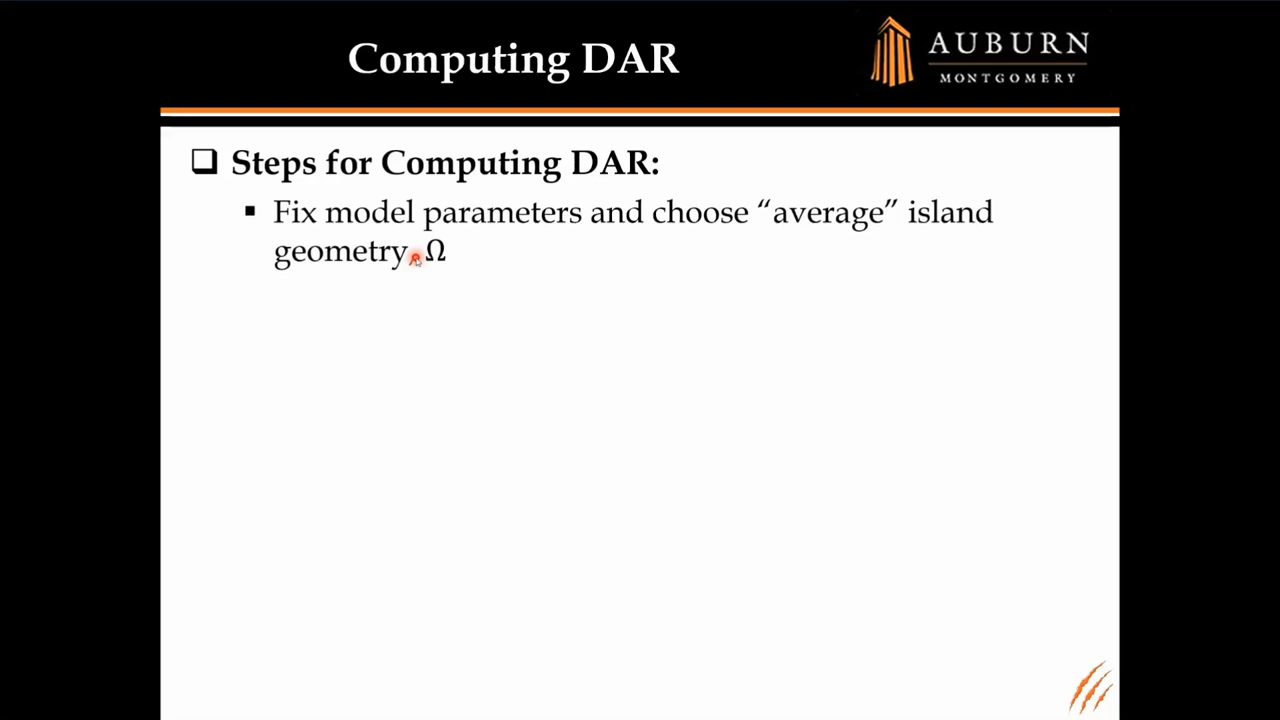 Computing DAR
AUBURN
MONTGOMERY
❑ Steps for Computing DAR:
▪ Fix model parameters and choose “average” island
geometry, Ω